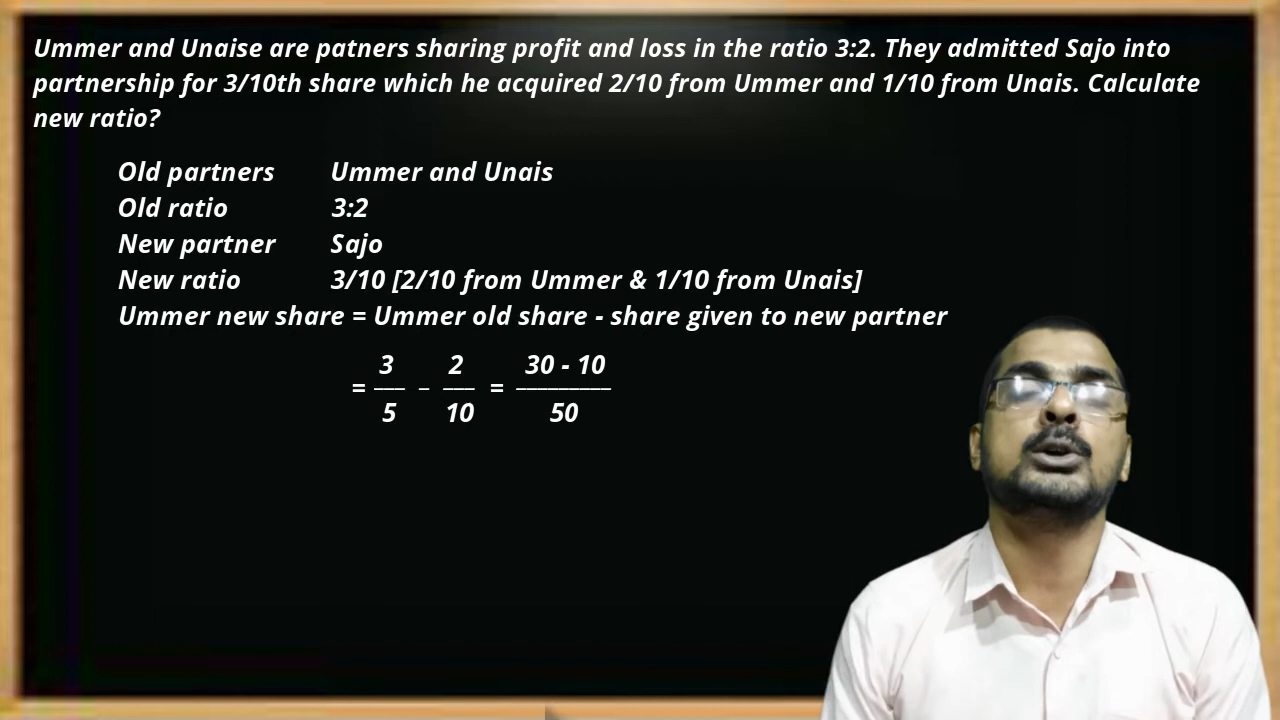 Ummer and Unaise are patners sharing profit and loss in the ratio 3:2. They admitted Sajo into
partnership for 3/10th share which he acquired 2/10 from Ummer and 1/10 from Unais. Calculate
new ratio?
Old partners Ummer and Unais
Old ratio 3:2
New partner Sajo
New ratio 3/10 [2/10 from Ummer & 1/10 from Unais]
Ummer new share = Ummer old share - share given to new partner
= 3/5 - 2/10 = 30 - 10/50